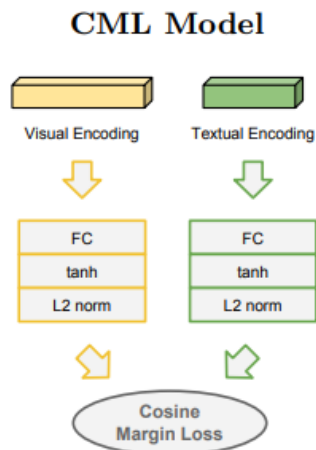 CML Model
Visual Encoding
Textual Encoding
FC
tanh
L2 norm
FC
tanh
L2 norm
Cosine
Margin Loss